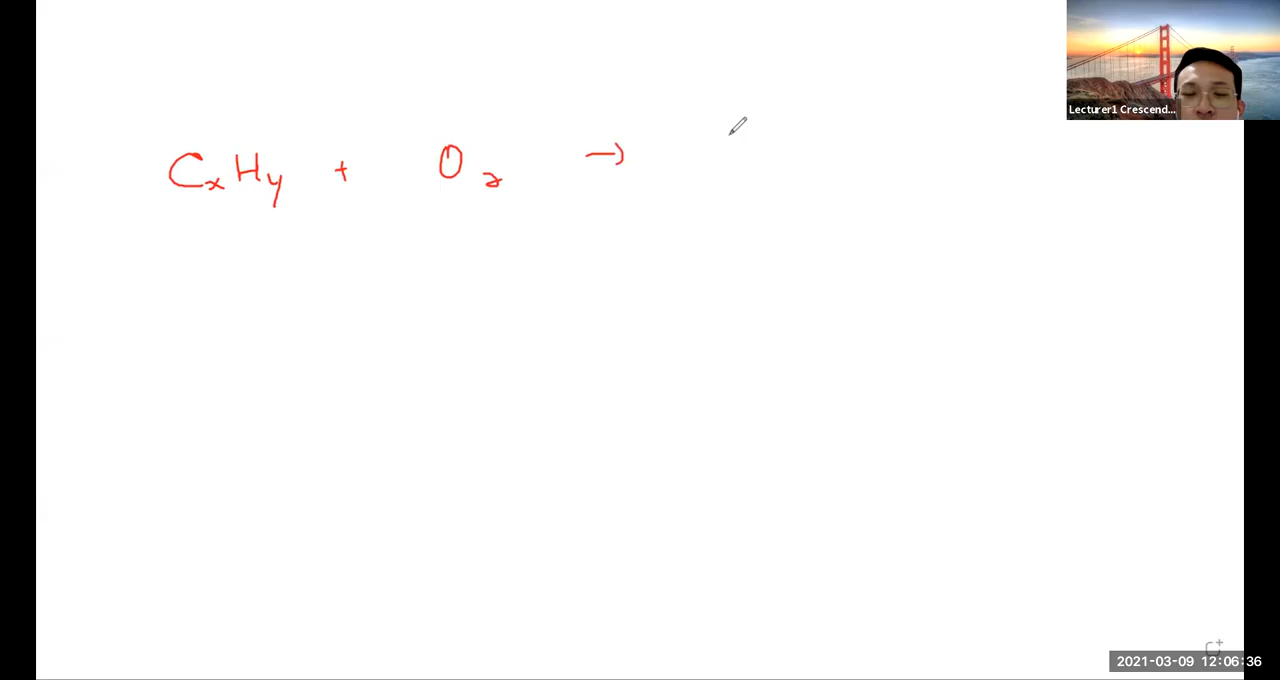 Lecturer1 Crescend...
CₓHy + O₂ →
2021-03-09 12:06:36